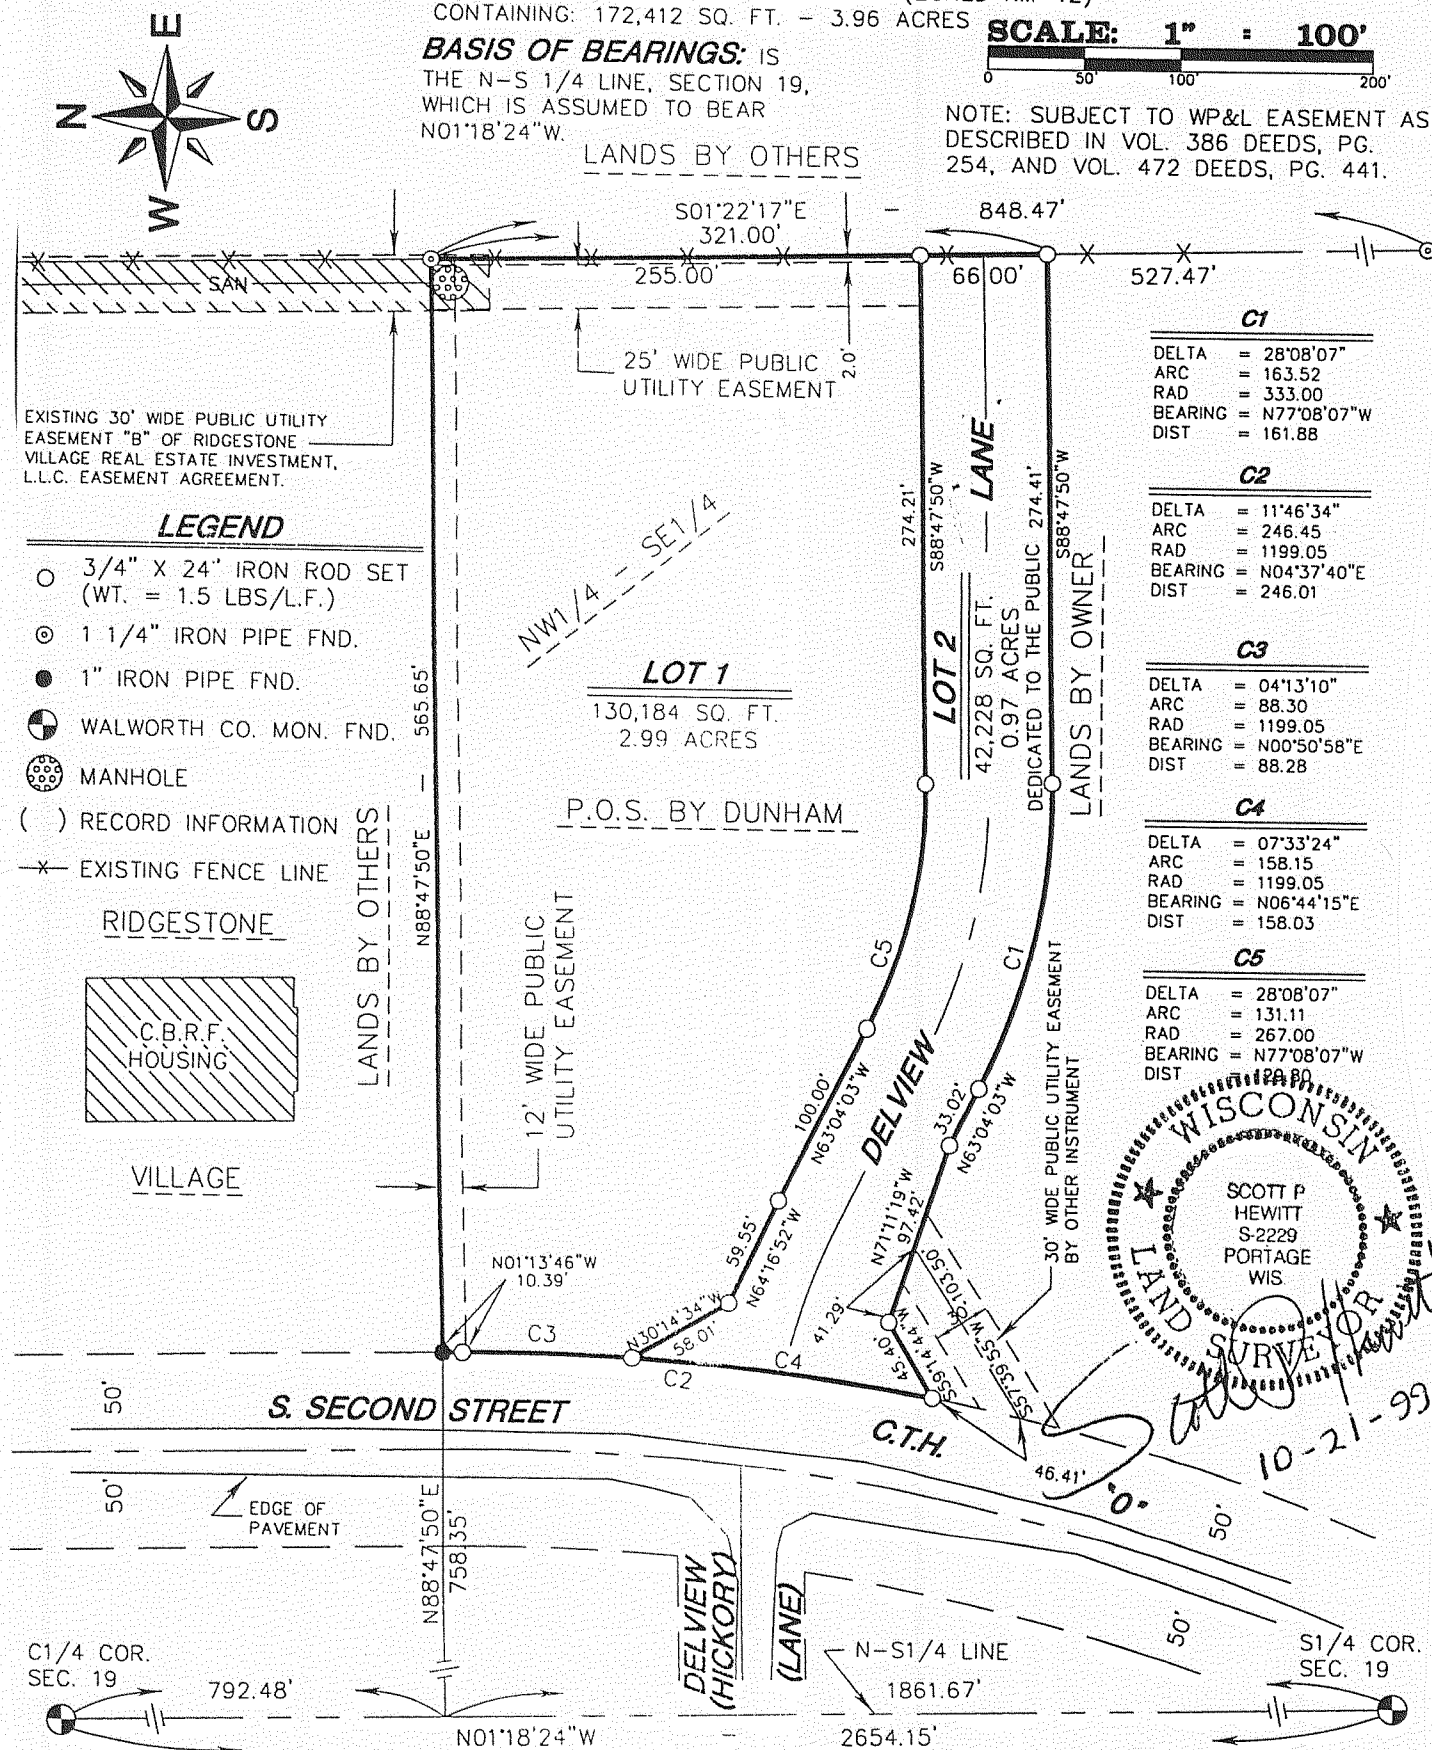 CONTAINING: 172,412 SQ. FT. - 3.96 ACRES
BASIS OF BEARINGS: IS
THE N-S 1/4 LINE, SECTION 19,
WHICH IS ASSUMED TO BEAR
N01°18'24"W.
E
N
S
W
SCALE: 1" = 100'
0 50' 100' 200'
NOTE: SUBJECT TO WP&L EASEMENT AS
DESCRIBED IN VOL. 386 DEEDS, PG.
254, AND VOL. 472 DEEDS, PG. 441.
LANDS BY OTHERS
S01°22'17"E - 848.47'
321.00'
SAN
255.00'
66.00'
527.47'
2.0'
25' WIDE PUBLIC
UTILITY EASEMENT
EXISTING 30' WIDE PUBLIC UTILITY
EASEMENT "B" OF RIDGESTONE
VILLAGE REAL ESTATE INVESTMENT,
L.L.C. EASEMENT AGREEMENT.
LEGEND
3/4" X 24' IRON ROD SET
(WT. = 1.5 LBS/L.F.)
1 1/4" IRON PIPE FND.
1" IRON PIPE FND.
WALWORTH CO. MON. FND.
MANHOLE
( ) RECORD INFORMATION
-X- EXISTING FENCE LINE
RIDGESTONE
C.B.R.F.
HOUSING
VILLAGE
LANDS BY OTHERS
N88°47'50"E - 565.65'
12' WIDE PUBLIC
UTILITY EASEMENT
NW1/4 - SE1/4
LOT 1
130,184 SQ. FT.
2.99 ACRES
P.O.S. BY DUNHAM
274.21'
S88°47'50"W
LOT 2
42,228 SQ. FT.
0.97 ACRES
DEDICATED TO THE PUBLIC
LANE
274.41'
S88°47'50"W
LANDS BY OWNER
C1
DELTA = 28°08'07"
ARC = 163.52
RAD = 333.00
BEARING = N77°08'07"W
DIST = 161.88
C2
DELTA = 11°46'34"
ARC = 246.45
RAD = 1199.05
BEARING = N04°37'40"E
DIST = 246.01
C3
DELTA = 04°13'10"
ARC = 88.30
RAD = 1199.05
BEARING = N00°50'58"E
DIST = 88.28
C4
DELTA = 07°33'24"
ARC = 158.15
RAD = 1199.05
BEARING = N06°44'15"E
DIST = 158.03
C5
DELTA = 28°08'07"
ARC = 131.11
RAD = 267.00
BEARING = N77°08'07"W
DIST = 129.80
C5
C1
100.00'
N63°04'03"W
DELVIEW
33.02'
N63°04'03"W
30' WIDE PUBLIC UTILITY EASEMENT
BY OTHER INSTRUMENT
59.55'
N64°16'52"W
N71°11'19"W
97.42'
41.29'
103.50'
S57°39'55"W
45.40'
S59°14'44"W
N01°13'46"W
10.39'
N30°14'34"W
58.01'
C3
C2
C4
46.41'
WISCONSIN
SCOTT P
HEWITT
S-2229
PORTAGE
WIS
LAND SURVEYOR
10-21-99
S. SECOND STREET
C.T.H. "O"
50'
50'
50'
50'
EDGE OF
PAVEMENT
N88°47'50"E
758.35'
DELVIEW
(HICKORY)
(LANE)
C1/4 COR.
SEC. 19
792.48'
N-S1/4 LINE
1861.67'
S1/4 COR.
SEC. 19
N01°18'24"W - 2654.15'